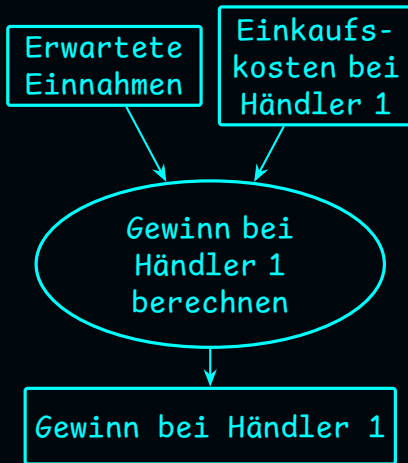 Erwartete
Einnahmen
Einkaufs-
kosten bei
Händler 1
Gewinn bei
Händler 1
berechnen
Gewinn bei Händler 1